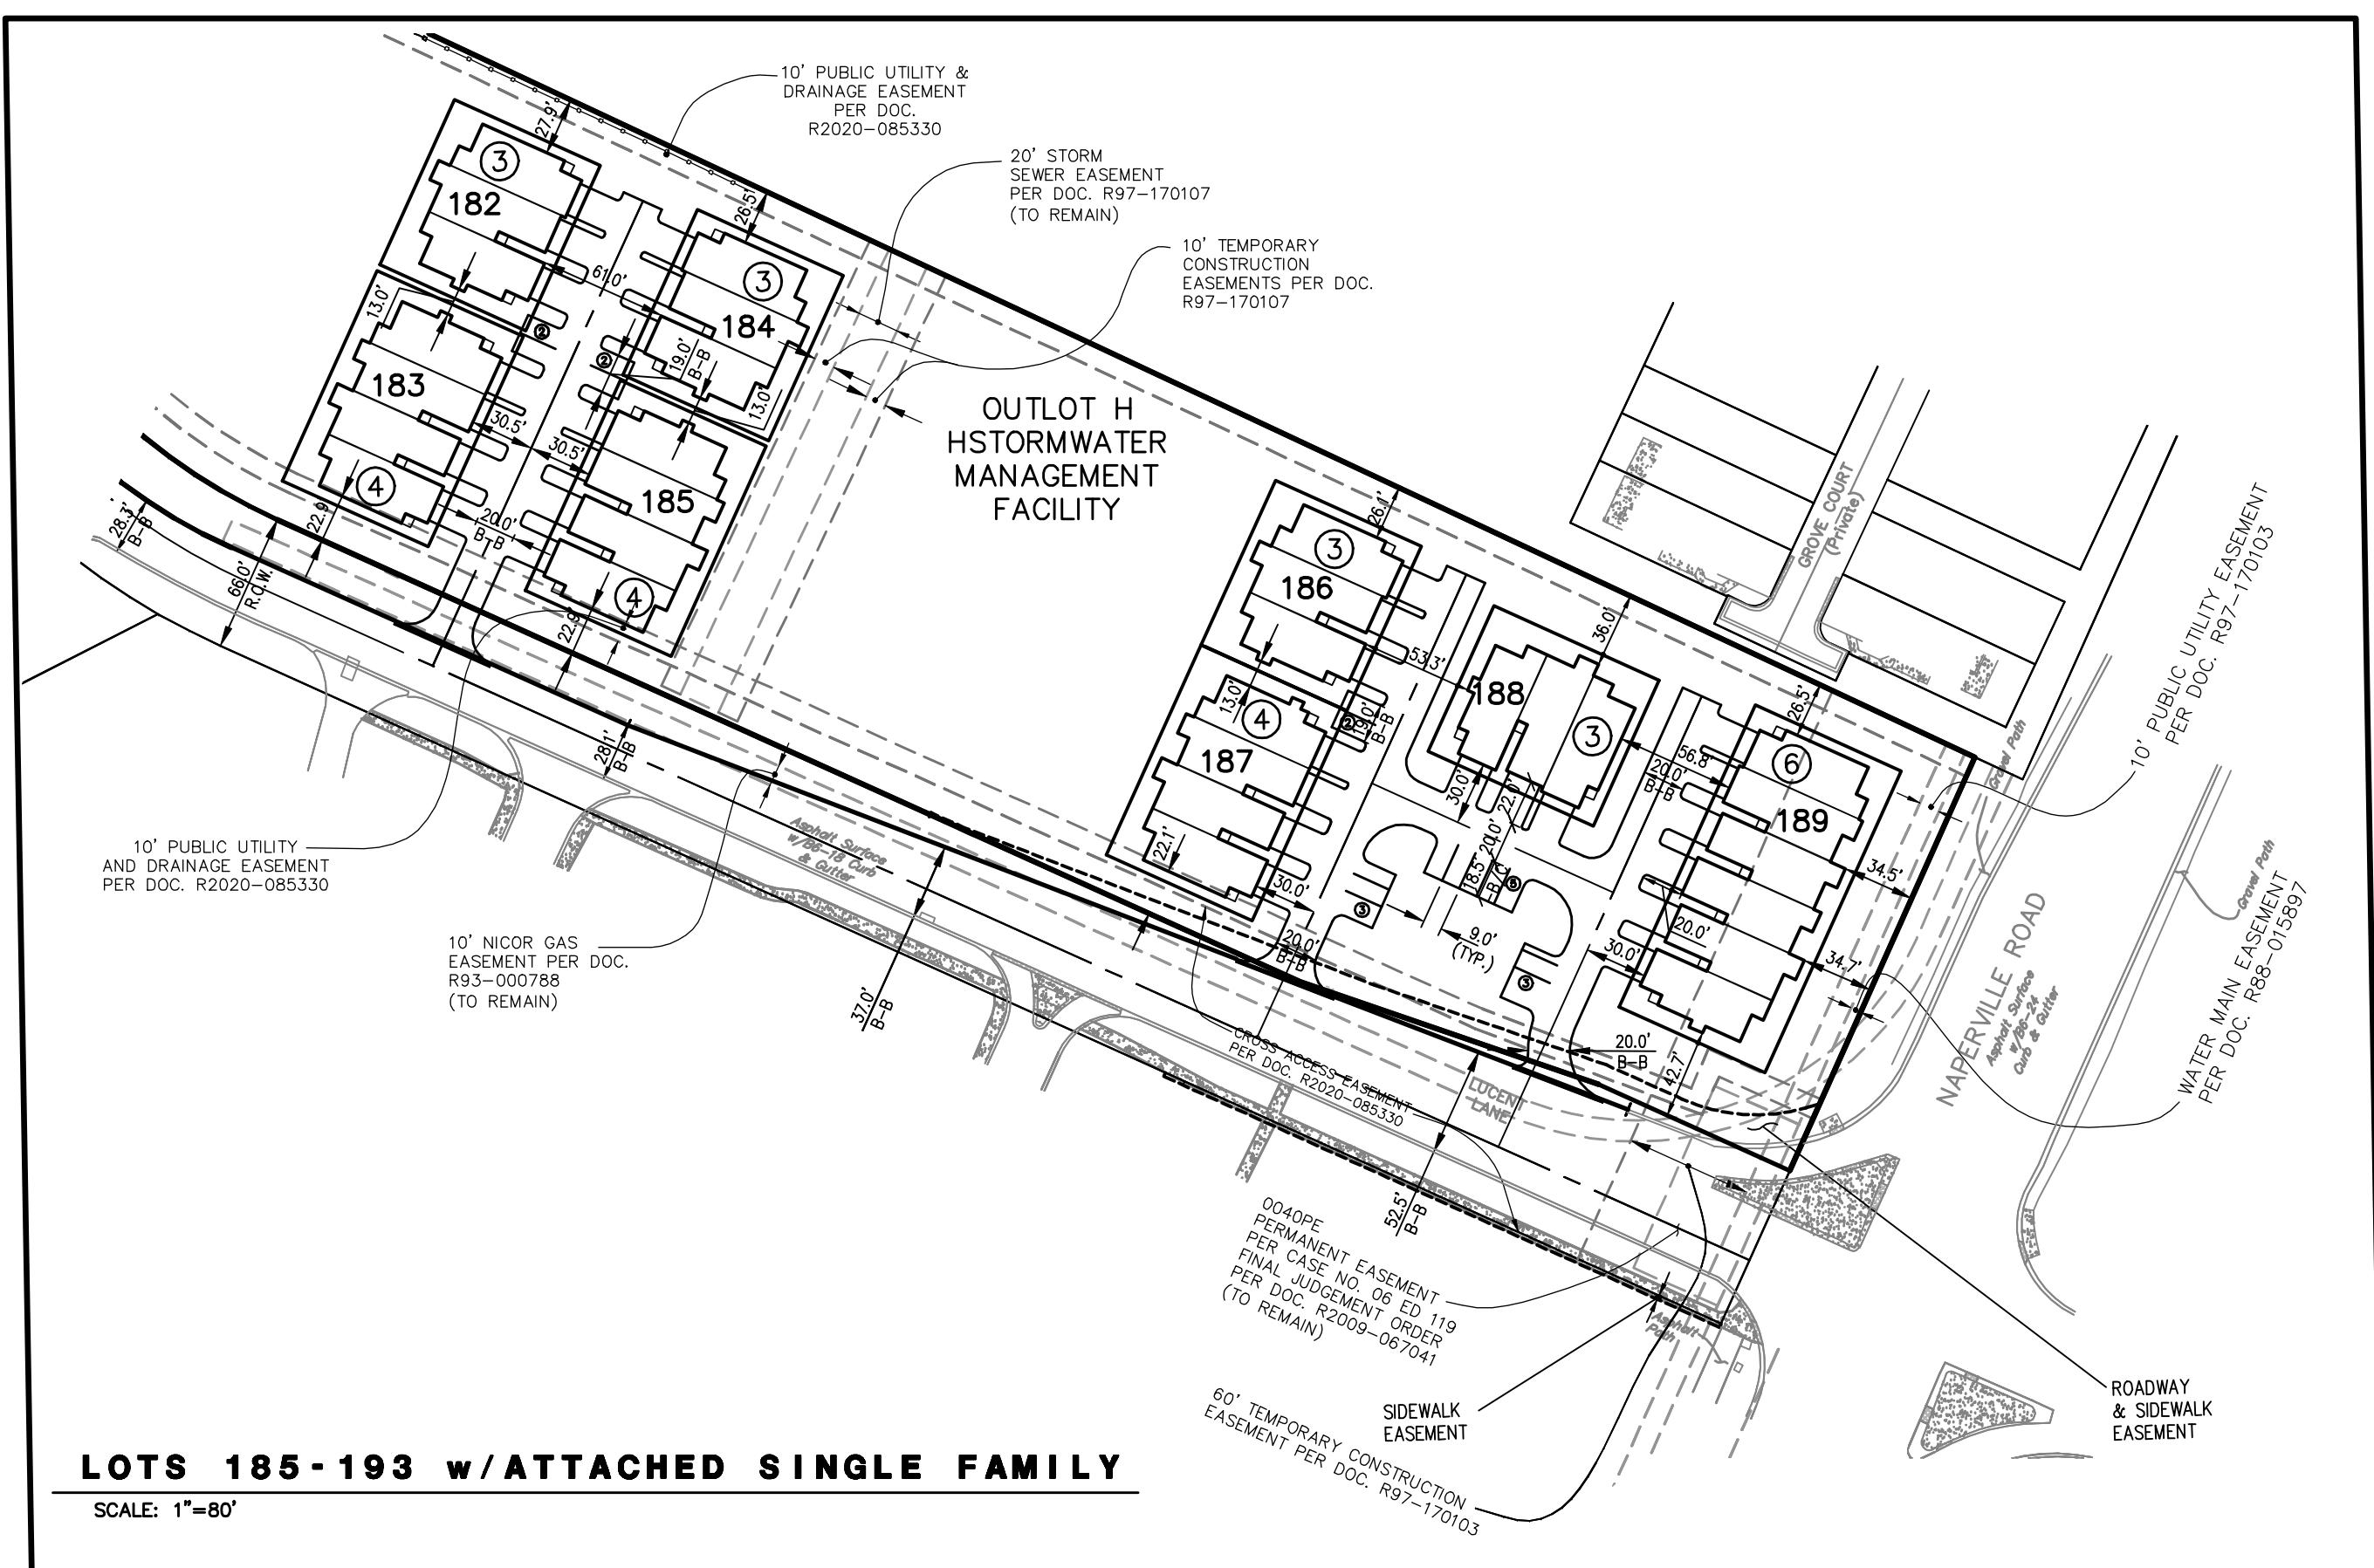 10' PUBLIC UTILITY &
DRAINAGE EASEMENT
PER DOC.
R2020-085330
20' STORM
SEWER EASEMENT
PER DOC. R97-170107
(TO REMAIN)
10' TEMPORARY
CONSTRUCTION
EASEMENTS PER DOC.
R97-170107
27.9'
3
182
26.5'
3
184
61.0'
13.0'
2
2
19.0'
B-B
13.0'
183
30.5'
30.5'
185
4
4
22.9'
20.0'
B-B
22.9'
28.3'
B-B
66.0'
R.O.W.
OUTLOT H
HSTORMWATER
MANAGEMENT
FACILITY
26.1'
3
186
53.3'
36.0'
188
3
13.0'
4
187
2
19.0'
B-B
22.1'
30.0'
30.0'
22.0'
20.0'
18.5'
B/C
5
3
3
9.0'
(TYP.)
20.0'
B-B
56.8'
20.0'
B-B
26.5'
6
189
34.5'
20.0'
30.0'
34.7'
20.0'
B-B
42.7'
GROVE COURT
(Private)
10' PUBLIC UTILITY EASEMENT
PER DOC. R97-170103
Gravel Path
Gravel Path
NAPERVILLE ROAD
Asphalt Surface
w/B6-24
Curb & Gutter
WATER MAIN EASEMENT
PER DOC. R88-015897
28.1'
B-B
Asphalt Surface
w/B6-18 Curb
& Gutter
10' PUBLIC UTILITY
AND DRAINAGE EASEMENT
PER DOC. R2020-085330
10' NICOR GAS
EASEMENT PER DOC.
R93-000788
(TO REMAIN)
37.0'
B-B
CROSS ACCESS EASEMENT
PER DOC. R2020-085330
LUCENT
LANE
52.5'
B-B
0040PE
PERMANENT EASEMENT
PER CASE NO. 06 ED 119
FINAL JUDGEMENT ORDER
PER DOC. R2009-067041
(TO REMAIN)
Asphalt
Path
60' TEMPORARY CONSTRUCTION
EASEMENT PER DOC. R97-170103
SIDEWALK
EASEMENT
ROADWAY
& SIDEWALK
EASEMENT
LOTS 185-193 w/ATTACHED SINGLE FAMILY
SCALE: 1"=80'